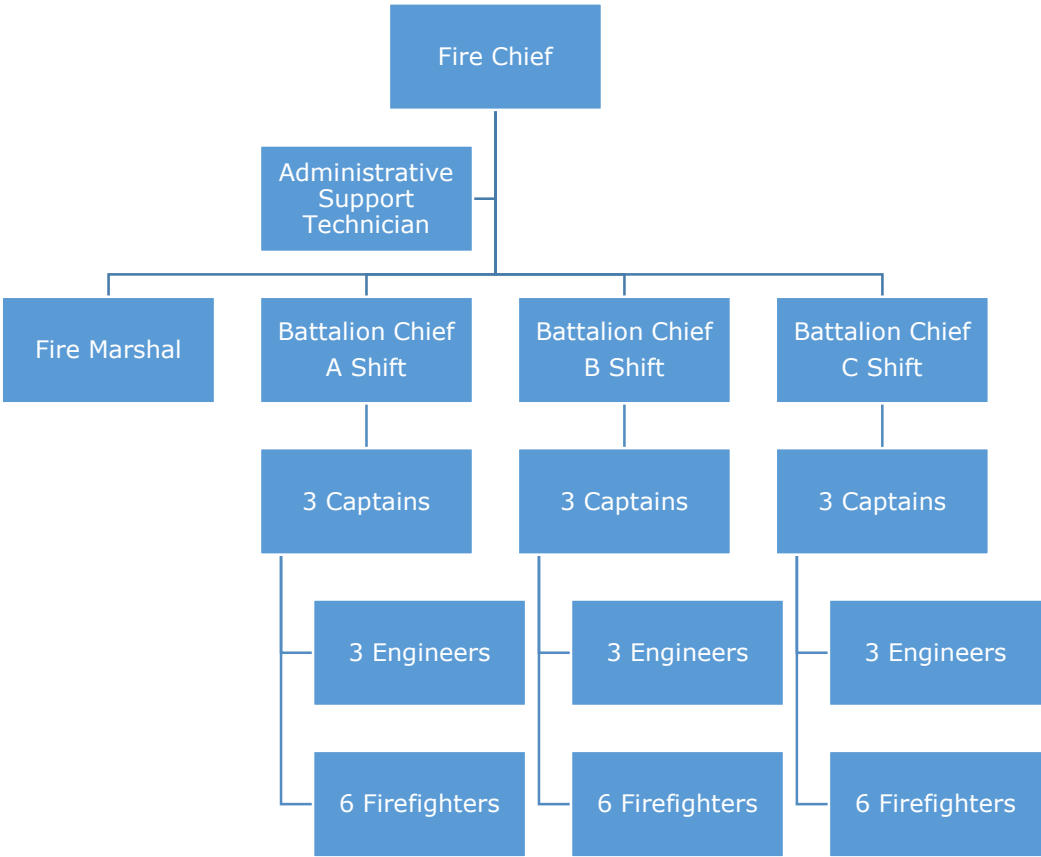 Fire Chief
Administrative
Support
Technician
Fire Marshal
Battalion Chief
A Shift
Battalion Chief
B Shift
Battalion Chief
C Shift
3 Captains
3 Captains
3 Captains
3 Engineers
3 Engineers
3 Engineers
6 Firefighters
6 Firefighters
6 Firefighters